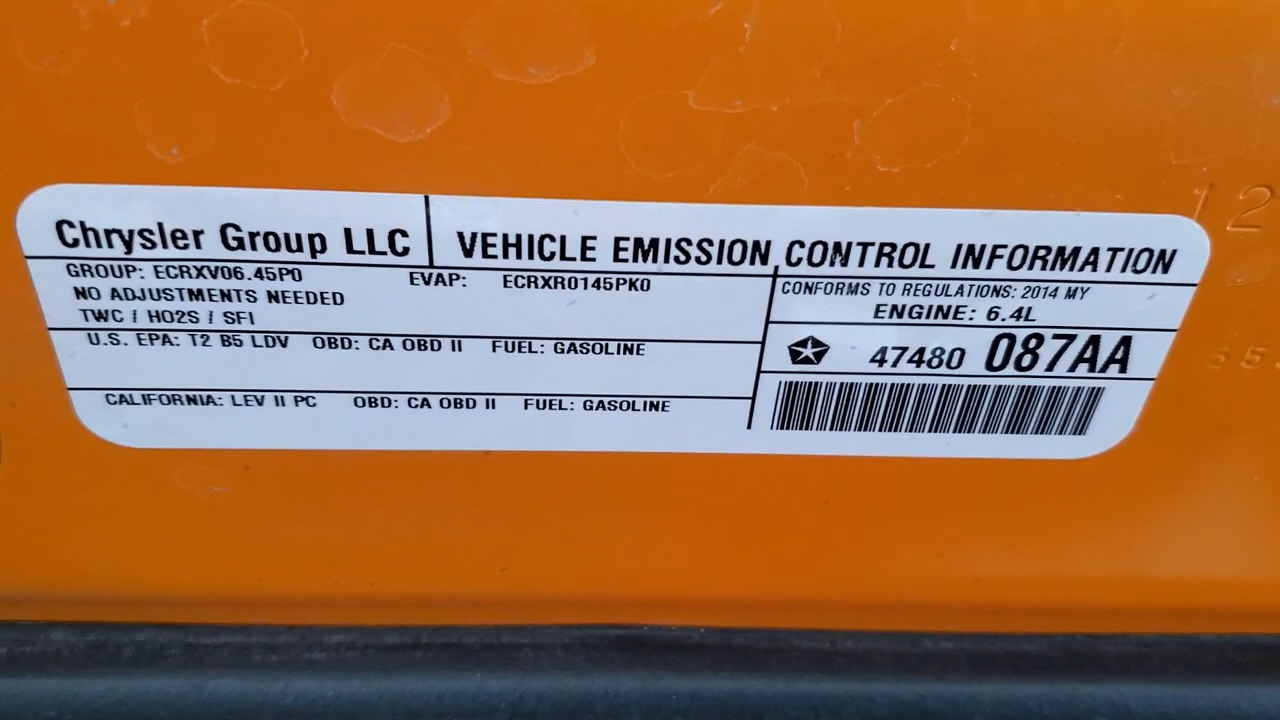 Chrysler Group LLC
VEHICLE EMISSION CONTROL INFORMATION
GROUP: ECRXV06.45P0 EVAP: ECRXR0145PK0
NO ADJUSTMENTS NEEDED
TWC / HO2S / SFI
CONFORMS TO REGULATIONS: 2014 MY
ENGINE: 6.4L
U.S. EPA: T2 B5 LDV OBD: CA OBD II FUEL: GASOLINE
47480 087AA
CALIFORNIA: LEV II PC OBD: CA OBD II FUEL: GASOLINE
12